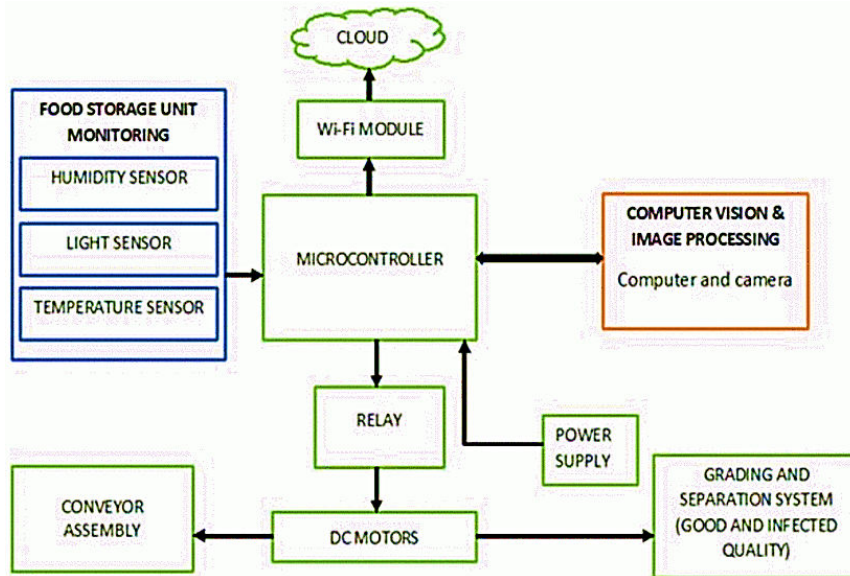 CLOUD
Wi-Fi MODULE
FOOD STORAGE UNIT
MONITORING
HUMIDITY SENSOR
LIGHT SENSOR
TEMPERATURE SENSOR
MICROCONTROLLER
COMPUTER VISION &
IMAGE PROCESSING
Computer and camera
RELAY
POWER
SUPPLY
CONVEYOR
ASSEMBLY
DC MOTORS
GRADING AND
SEPARATION SYSTEM
(GOOD AND INFECTED
QUALITY)